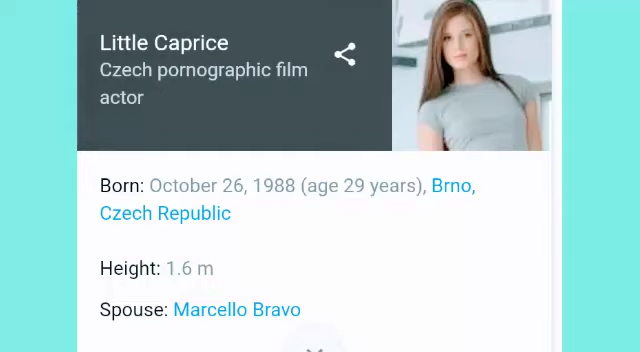 Little Caprice
Czech pornographic film
actor
Born: October 26, 1988 (age 29 years), Brno,
Czech Republic
Height: 1.6 m
Spouse: Marcello Bravo